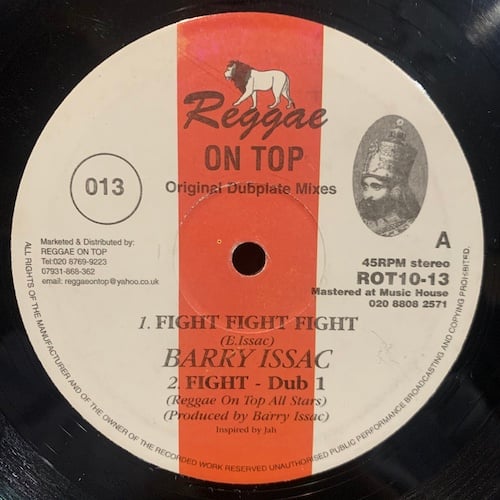 Reggae
ON TOP
Original Dubplate Mixes
013
A
Marketed & Distributed by:
REGGAE ON TOP
Tel:020 8769-9223
07931-868-362
email: reggaeontop@yahoo.co.uk
45RPM stereo
ROT10-13
Mastered at Music House
020 8808 2571
1. FIGHT FIGHT FIGHT
(E.Issac)
BARRY ISSAC
2. FIGHT - Dub 1
(Reggae On Top All Stars)
(Produced by Barry Issac)
Inspired by Jah
ALL RIGHTS OF THE MANUFACTURER AND OF THE OWNER OF THE RECORDED WORK RESERVED UNAUTHORISED PUBLIC PERFORMANCE BROADCASTING AND COPYING PROHIBITED.